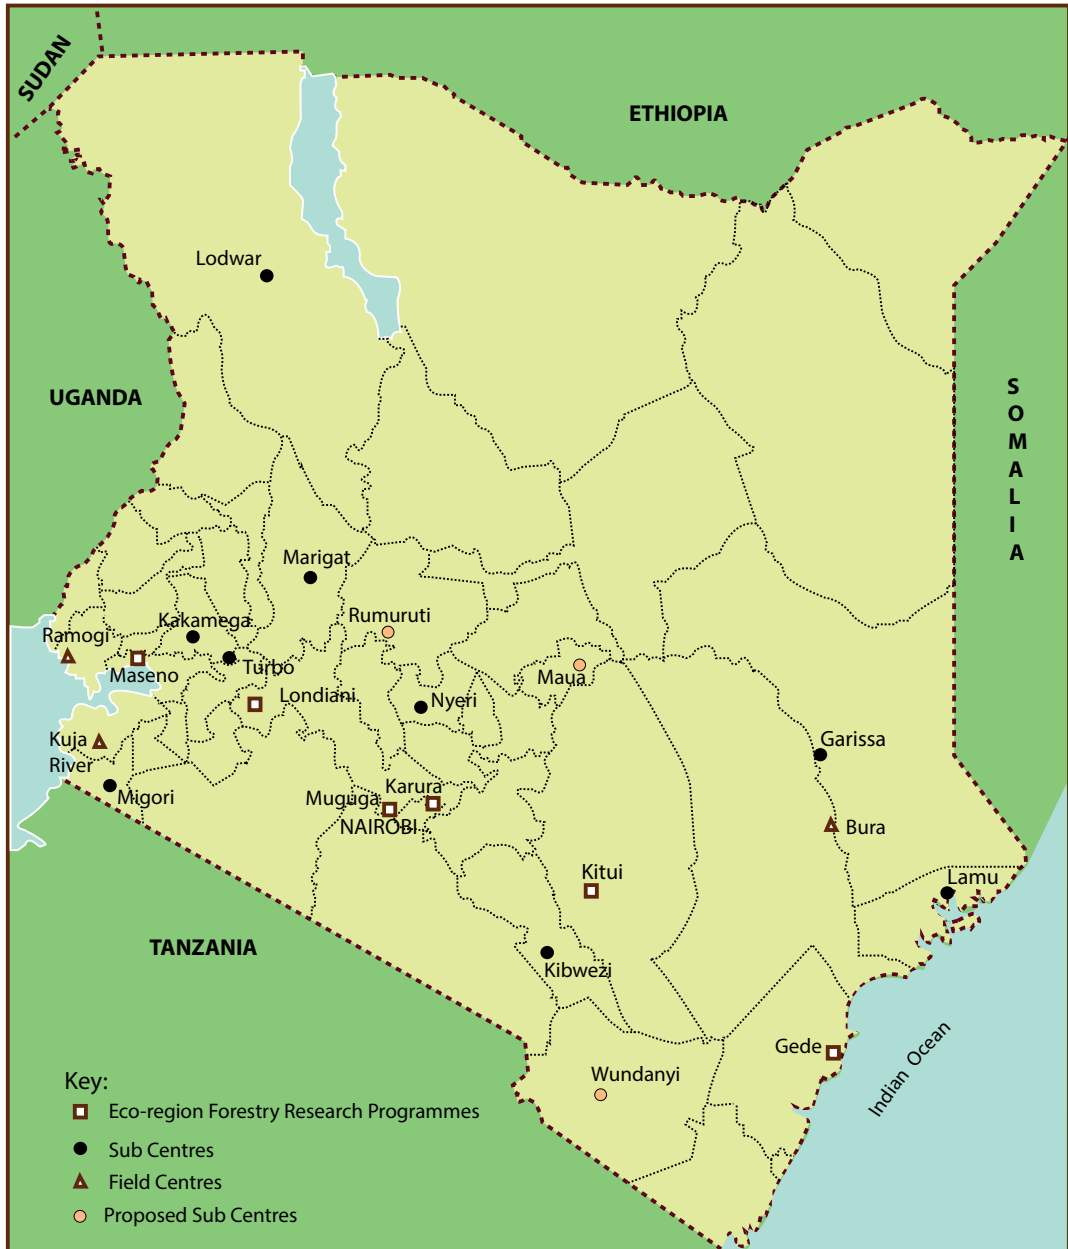 SUDAN
ETHIOPIA
Lodwar
UGANDA
SOMALIA
Marigat
Rumuruti
Kakamega
Ramogi
Turbo
Maseno
Maua
Londiani
Nyeri
Kuja
River
Garissa
Migori
Karura
Muguga
NAIROBI
Bura
Kitui
Lamu
TANZANIA
Kibwezi
Gede
Indian Ocean
Wundanyi
Key:
Eco-region Forestry Research Programmes
Sub Centres
Field Centres
Proposed Sub Centres